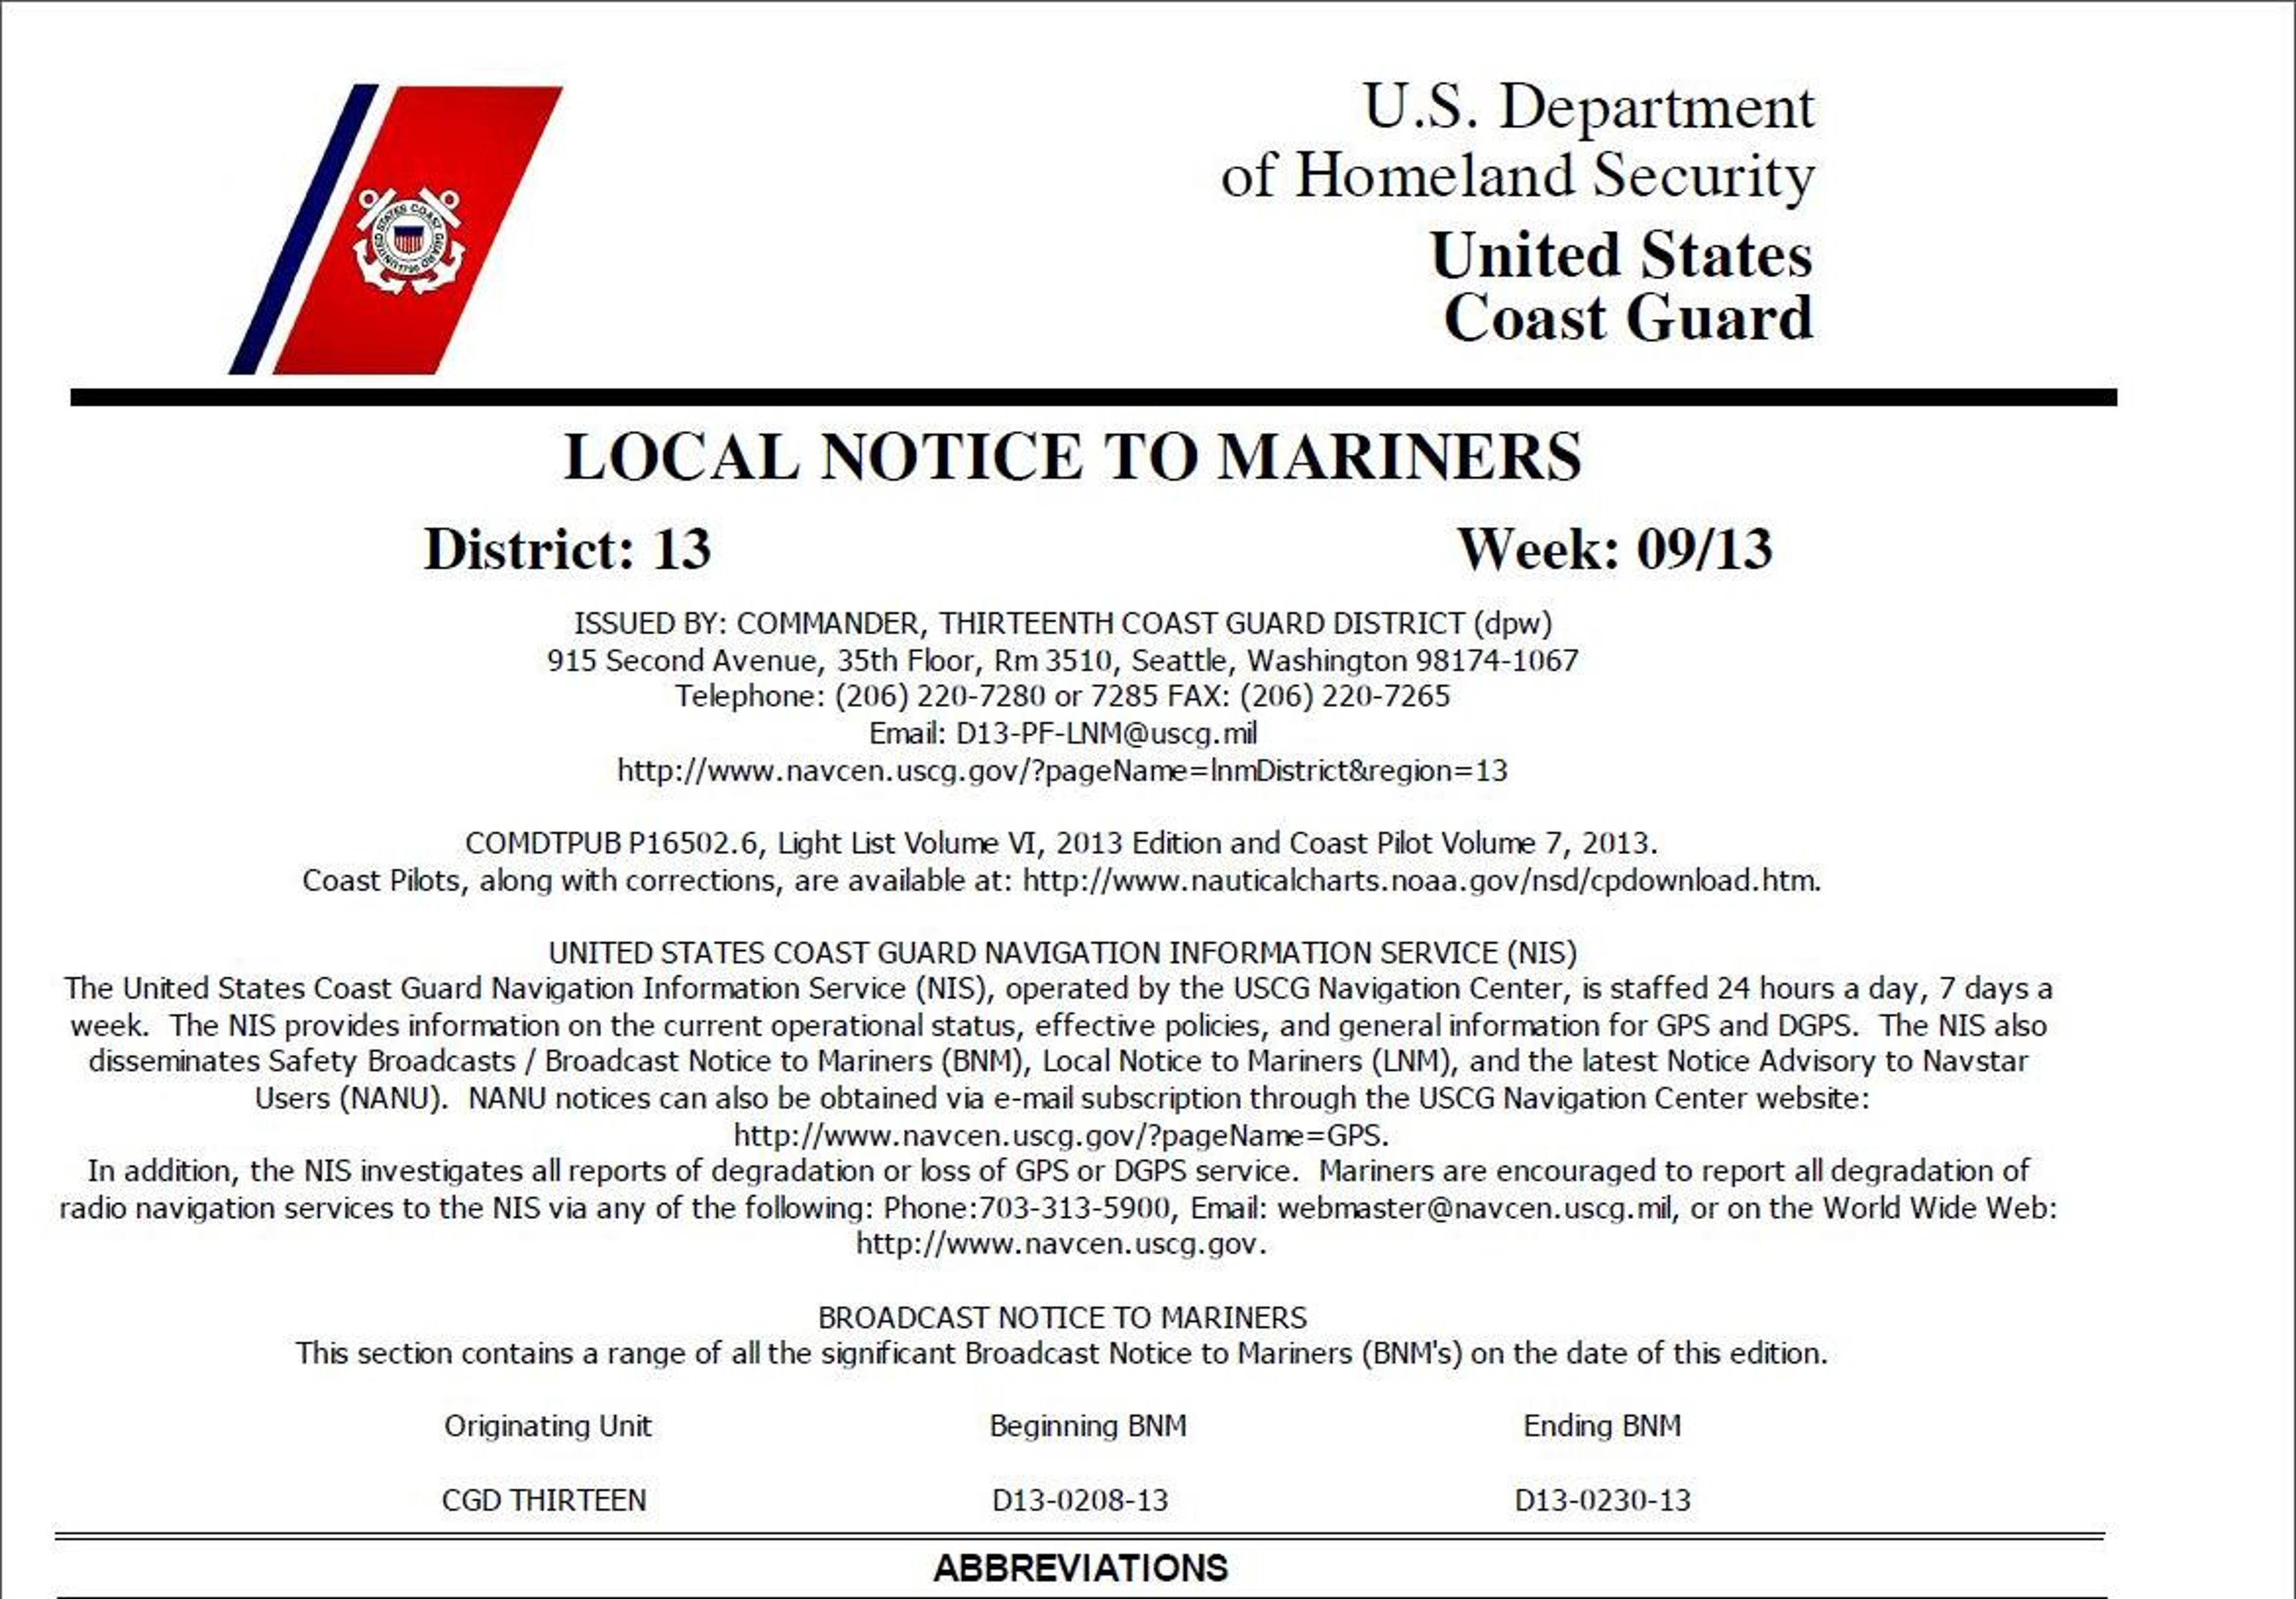 U.S. Department
of Homeland Security
United States
Coast Guard
UNITED STATES COAST GUARD 1790
LOCAL NOTICE TO MARINERS
District: 13 Week: 09/13
ISSUED BY: COMMANDER, THIRTEENTH COAST GUARD DISTRICT (dpw)
915 Second Avenue, 35th Floor, Rm 3510, Seattle, Washington 98174-1067
Telephone: (206) 220-7280 or 7285 FAX: (206) 220-7265
Email: D13-PF-LNM@uscg.mil
http://www.navcen.uscg.gov/?pageName=lnmDistrict&region=13
COMDTPUB P16502.6, Light List Volume VI, 2013 Edition and Coast Pilot Volume 7, 2013.
Coast Pilots, along with corrections, are available at: http://www.nauticalcharts.noaa.gov/nsd/cpdownload.htm.
UNITED STATES COAST GUARD NAVIGATION INFORMATION SERVICE (NIS)
The United States Coast Guard Navigation Information Service (NIS), operated by the USCG Navigation Center, is staffed 24 hours a day, 7 days a
week. The NIS provides information on the current operational status, effective policies, and general information for GPS and DGPS. The NIS also
disseminates Safety Broadcasts / Broadcast Notice to Mariners (BNM), Local Notice to Mariners (LNM), and the latest Notice Advisory to Navstar
Users (NANU). NANU notices can also be obtained via e-mail subscription through the USCG Navigation Center website:
http://www.navcen.uscg.gov/?pageName=GPS.
In addition, the NIS investigates all reports of degradation or loss of GPS or DGPS service. Mariners are encouraged to report all degradation of
radio navigation services to the NIS via any of the following: Phone:703-313-5900, Email: webmaster@navcen.uscg.mil, or on the World Wide Web:
http://www.navcen.uscg.gov.
BROADCAST NOTICE TO MARINERS
This section contains a range of all the significant Broadcast Notice to Mariners (BNM's) on the date of this edition.
Originating Unit Beginning BNM Ending BNM
CGD THIRTEEN D13-0208-13 D13-0230-13
ABBREVIATIONS